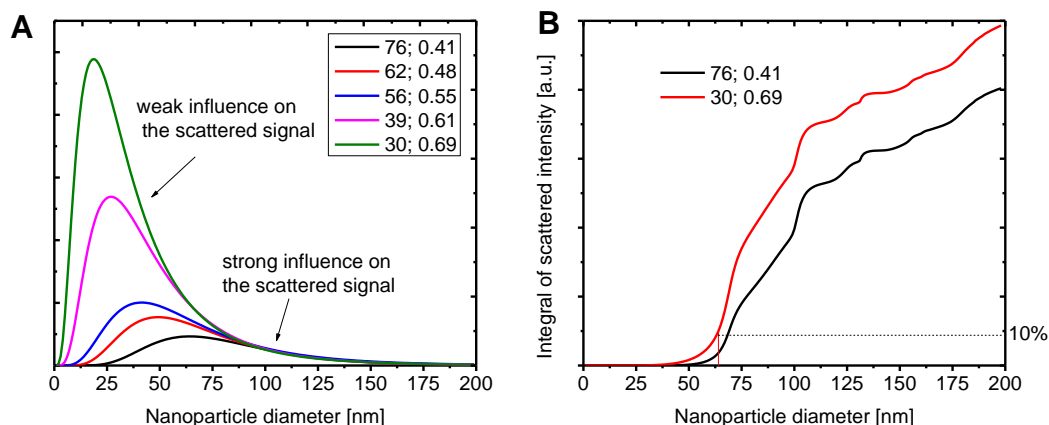 A
76; 0.41
62; 0.48
56; 0.55
39; 0.61
30; 0.69
weak influence on
the scattered signal
strong influence on
the scattered signal
0 25 50 75 100 125 150 175 200
Nanoparticle diameter [nm]
B
Integral of scattered intensity [a.u.]
76; 0.41
30; 0.69
10%
0 25 50 75 100 125 150 175 200
Nanoparticle diameter [nm]